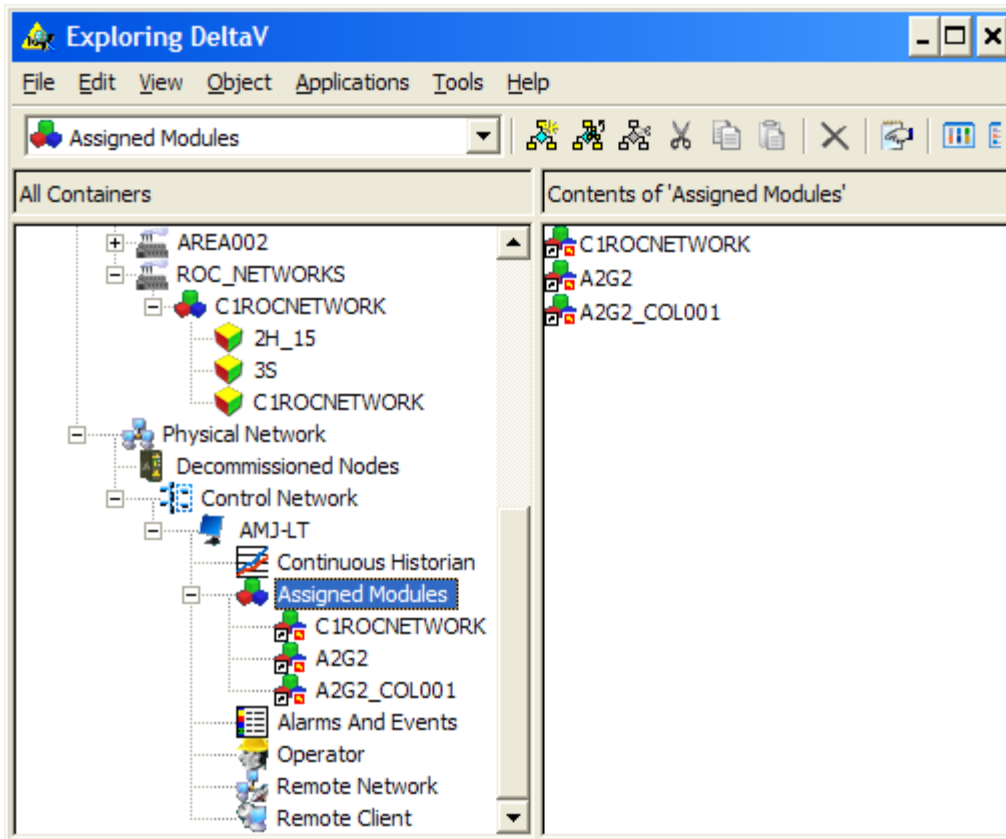 Exploring DeltaV
File Edit View Object Applications Tools Help
Assigned Modules
All Containers
Contents of 'Assigned Modules'
AREA002
ROC_NETWORKS
C1ROCNETWORK
2H_15
3S
C1ROCNETWORK
Physical Network
Decommissioned Nodes
Control Network
AMJ-LT
Continuous Historian
Assigned Modules
C1ROCNETWORK
A2G2
A2G2_COL001
Alarms And Events
Operator
Remote Network
Remote Client
C1ROCNETWORK
A2G2
A2G2_COL001